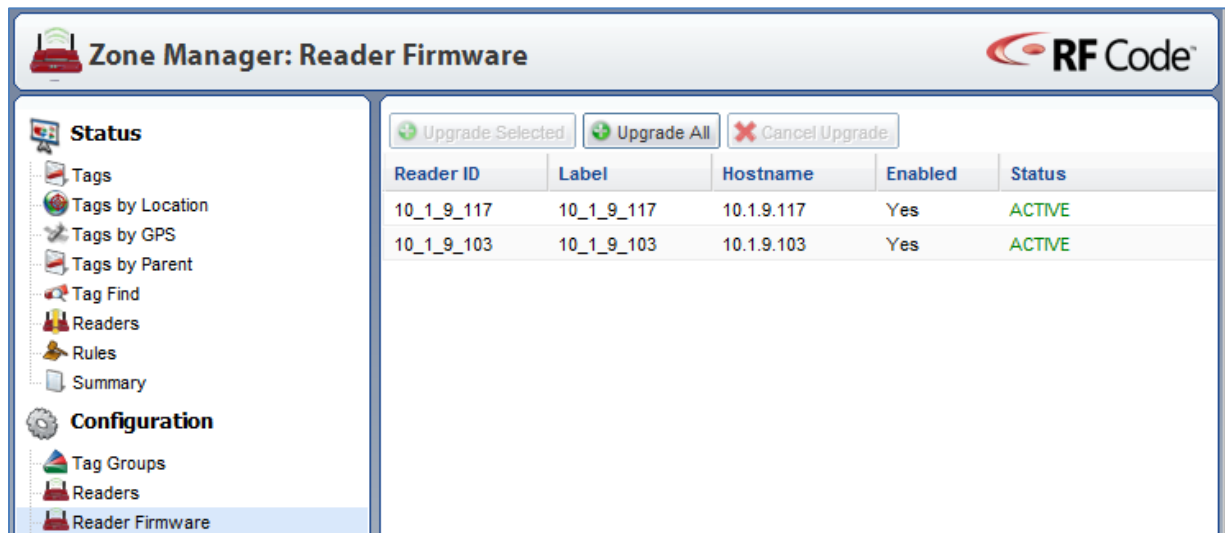 Zone Manager: Reader Firmware
RF Code™
Status
Tags
Tags by Location
Tags by GPS
Tags by Parent
Tag Find
Readers
Rules
Summary
Configuration
Tag Groups
Readers
Reader Firmware
Upgrade Selected Upgrade All Cancel Upgrade
Reader ID Label Hostname Enabled Status
10_1_9_117 10_1_9_117 10.1.9.117 Yes ACTIVE
10_1_9_103 10_1_9_103 10.1.9.103 Yes ACTIVE